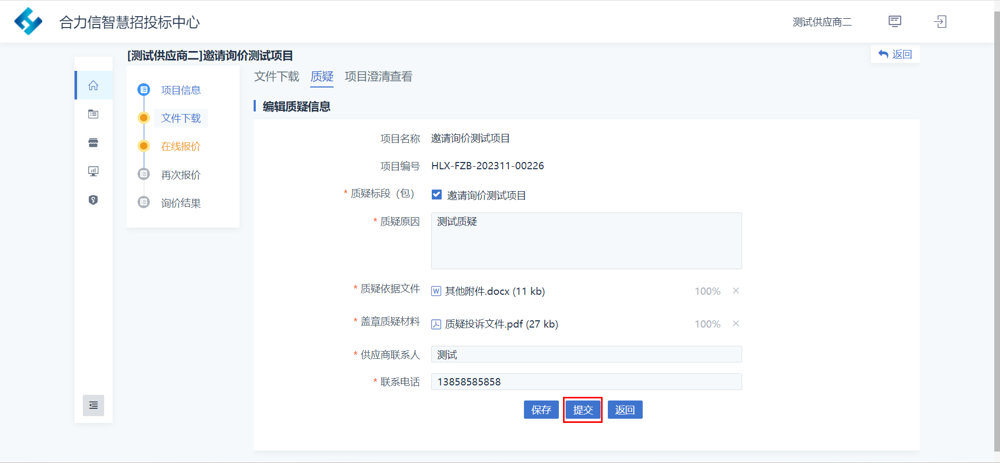 合力信智慧招投标中心
测试供应商二
[测试供应商二]邀请询价测试项目
返回
项目信息
文件下载
在线报价
再次报价
询价结果
文件下载 质疑 项目澄清查看
编辑质疑信息
项目名称 邀请询价测试项目
项目编号 HLX-FZB-202311-00226
* 质疑标段（包） 邀请询价测试项目
* 质疑原因 测试质疑
* 质疑依据文件 其他附件.docx (11 kb) 100% ×
* 盖章质疑材料 质疑投诉文件.pdf (27 kb) 100% ×
* 供应商联系人 测试
* 联系电话 13858585858
保存 提交 返回